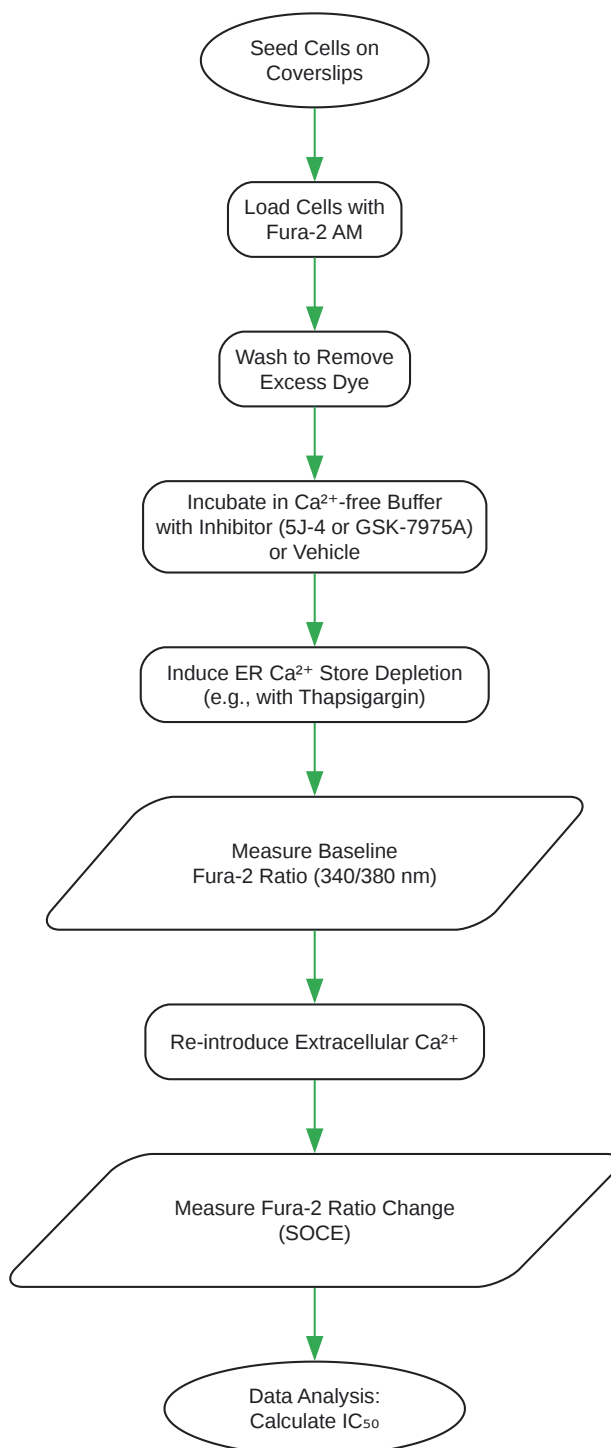 Seed Cells on
Coverslips
Load Cells with
Fura-2 AM
Wash to Remove
Excess Dye
Incubate in Ca²⁺-free Buffer
with Inhibitor (5J-4 or GSK-7975A)
or Vehicle
Induce ER Ca²⁺ Store Depletion
(e.g., with Thapsigargin)
Measure Baseline
Fura-2 Ratio (340/380 nm)
Re-introduce Extracellular Ca²⁺
Measure Fura-2 Ratio Change
(SOCE)
Data Analysis:
Calculate IC₅₀